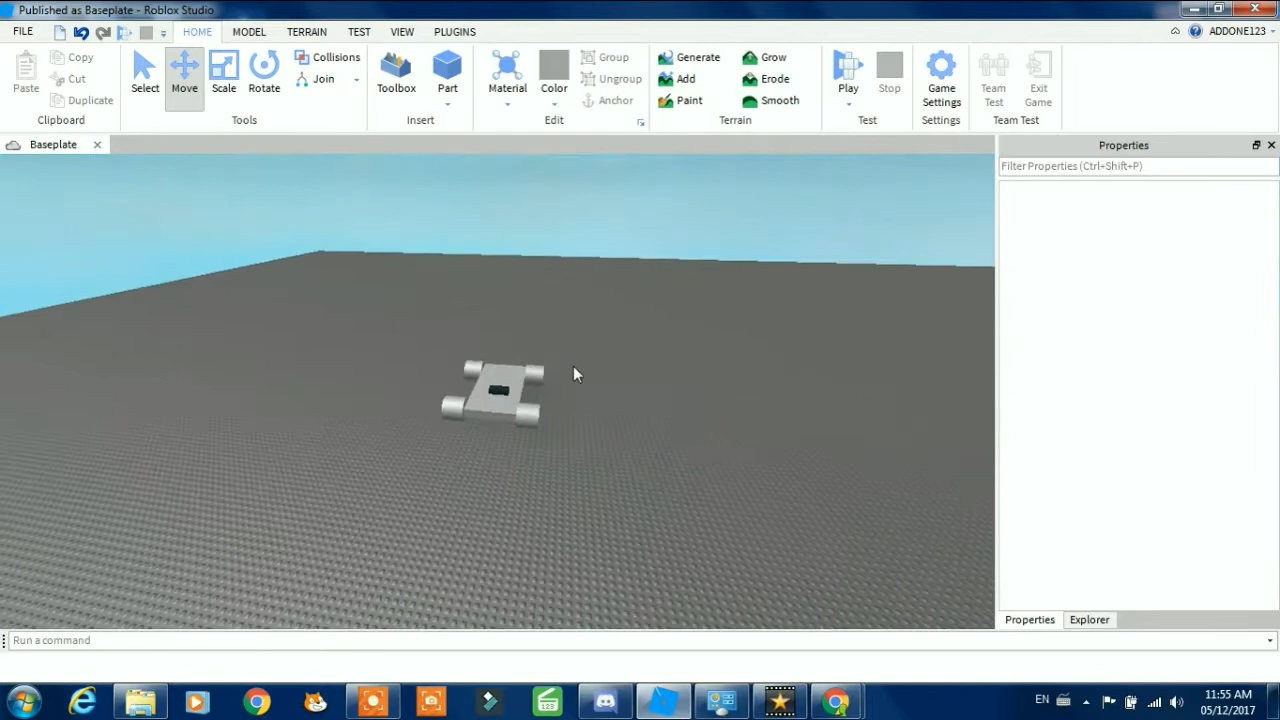 Published as Baseplate - Roblox Studio
FILE HOME MODEL TERRAIN TEST VIEW PLUGINS ADDONE123
Paste Copy Cut Duplicate Clipboard
Select Move Scale Rotate Collisions Join Tools
Toolbox Part Insert
Material Color Group Ungroup Anchor Edit
Generate Add Paint Grow Erode Smooth Terrain
Play Stop Test
Game Settings Settings
Team Test Exit Game Team Test
Baseplate
Properties
Filter Properties (Ctrl+Shift+P)
Properties Explorer
Run a command
123
EN 11:55 AM
05/12/2017